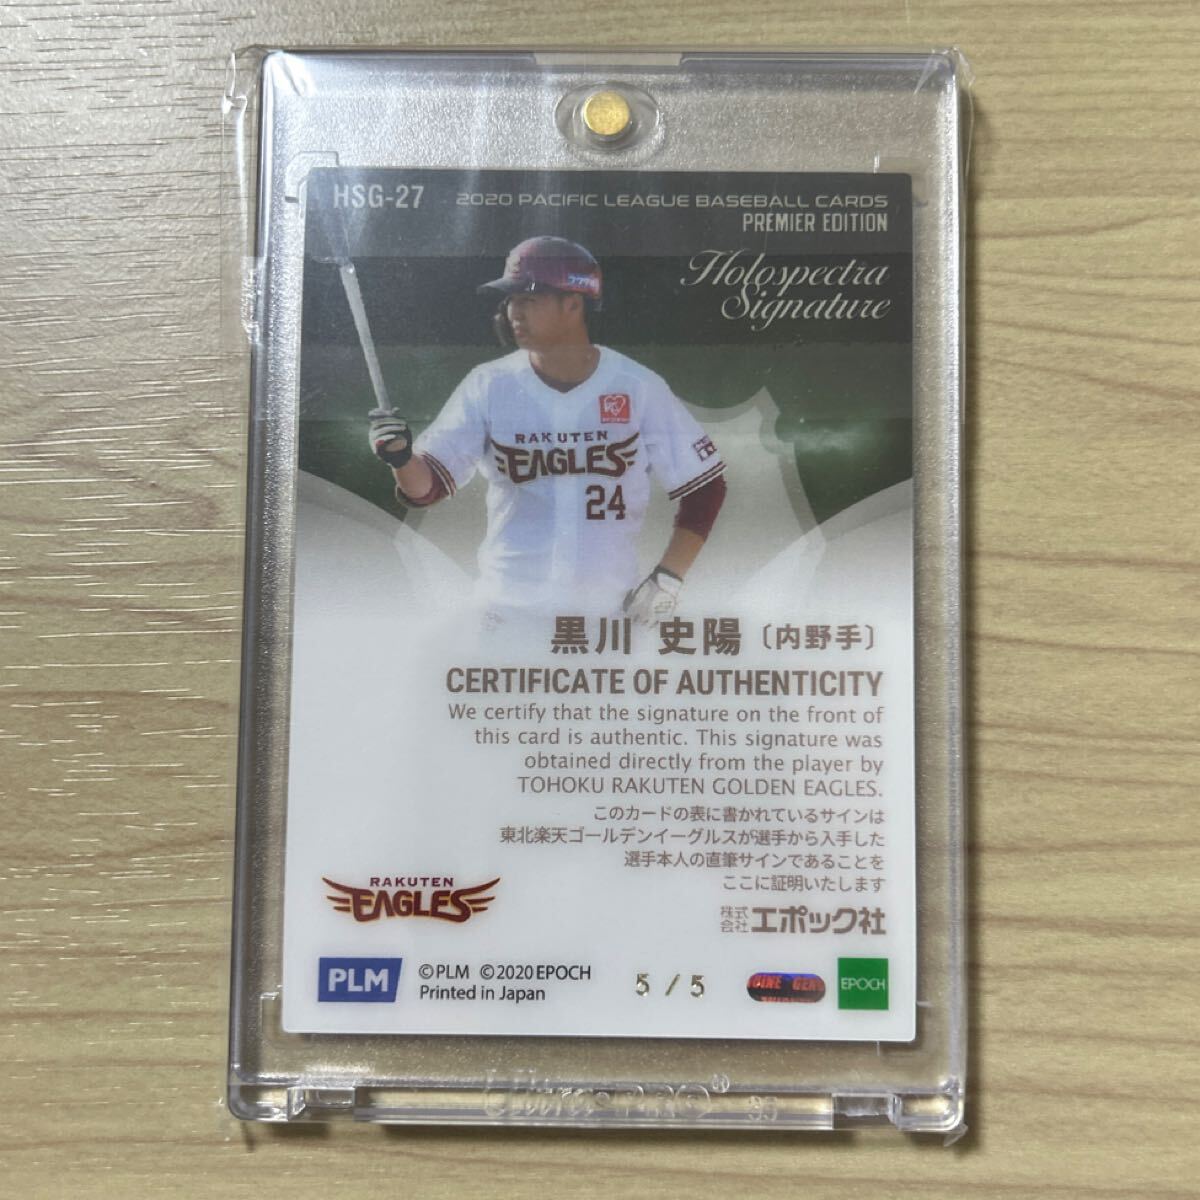 HSG-27 2020 PACIFIC LEAGUE BASEBALL CARDS
PREMIER EDITION
Holospectra
Signature
RAKUTEN
EAGLES
24
黒川 史陽〔内野手〕
CERTIFICATE OF AUTHENTICITY
We certify that the signature on the front of
this card is authentic. This signature was
obtained directly from the player by
TOHOKU RAKUTEN GOLDEN EAGLES.
このカードの表に書かれているサインは
東北楽天ゴールデンイーグルスが選手から入手した
選手本人の直筆サインであることを
ここに証明いたします
RAKUTEN
EAGLES
株式会社エポック社
PLM
©PLM ©2020 EPOCH
Printed in Japan
5 / 5
EPOCH
Ultra·PRO® 35